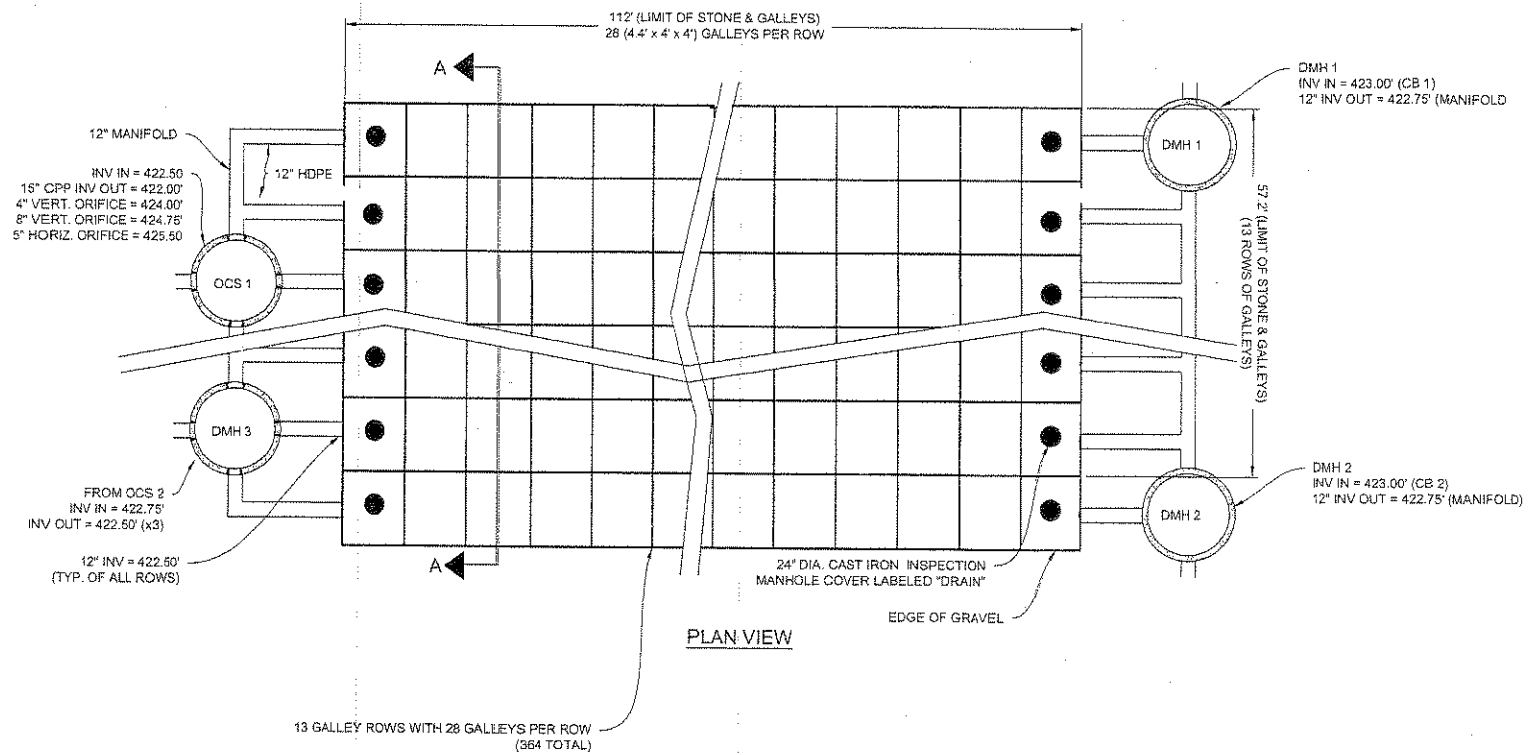 112' (LIMIT OF STONE & GALLEYS)
28 (4.4' x 4' x 4') GALLEYS PER ROW
A
DMH 1
INV IN = 423.00' (CB 1)
12" INV OUT = 422.75' (MANIFOLD
12" MANIFOLD
12" HDPE
DMH 1
INV IN = 422.50
15" CPP INV OUT = 422.00'
4" VERT. ORIFICE = 424.00'
8" VERT. ORIFICE = 424.75'
5" HORIZ. ORIFICE = 425.50
OCS 1
57.2' (LIMIT OF STONE & GALLEYS)
(13 ROWS OF GALLEYS)
DMH 3
FROM OCS 2
INV IN = 422.75'
INV OUT = 422.50' (x3)
12" INV = 422.50'
(TYP. OF ALL ROWS)
DMH 2
INV IN = 423.00' (CB 2)
12" INV OUT = 422.75' (MANIFOLD)
DMH 2
A
24" DIA. CAST IRON INSPECTION
MANHOLE COVER LABELED "DRAIN"
EDGE OF GRAVEL
PLAN VIEW
13 GALLEY ROWS WITH 28 GALLEYS PER ROW
(364 TOTAL)